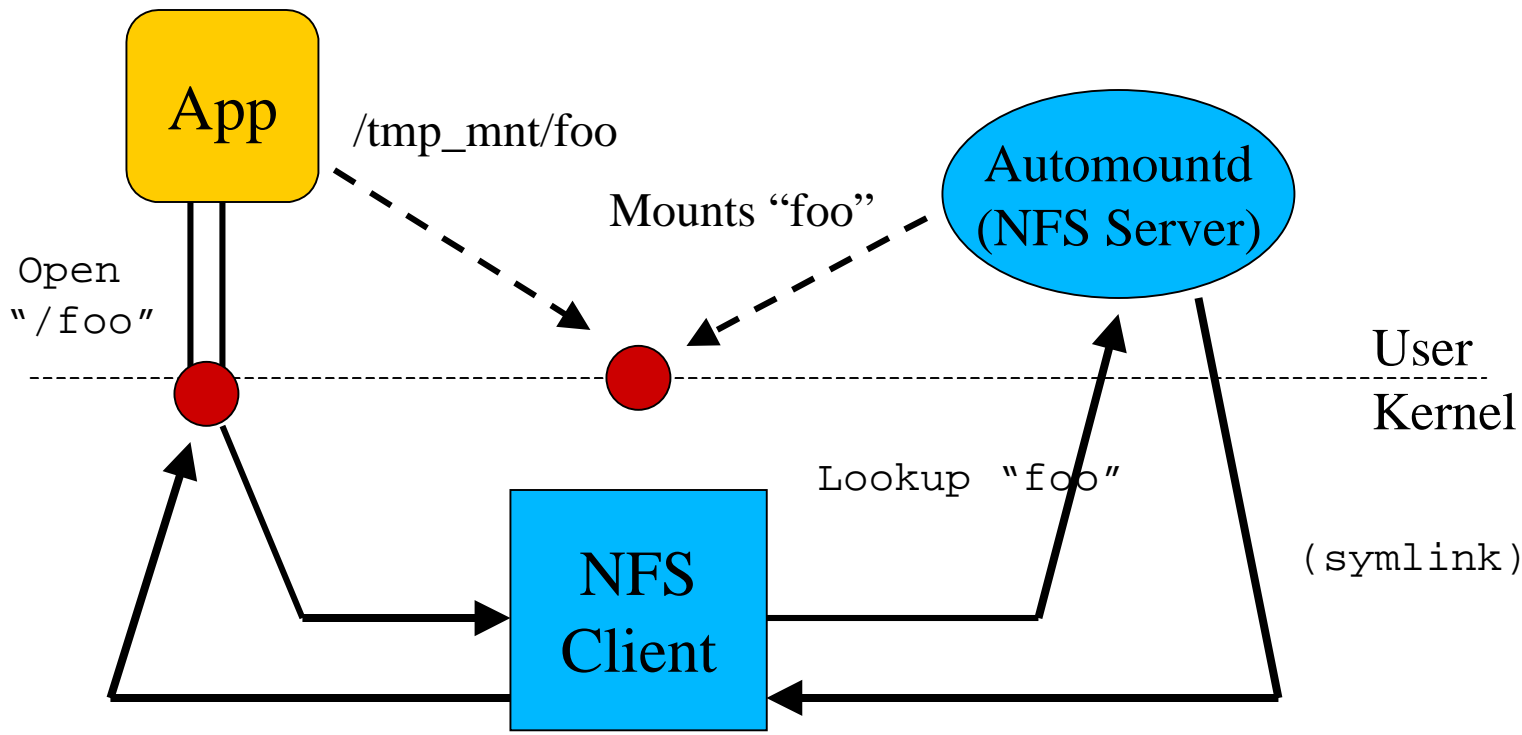 App
/tmp_mnt/foo
Automountd
(NFS Server)
Mounts “foo”
Open
“/foo”
User
Kernel
Lookup “foo”
(symlink)
NFS
Client